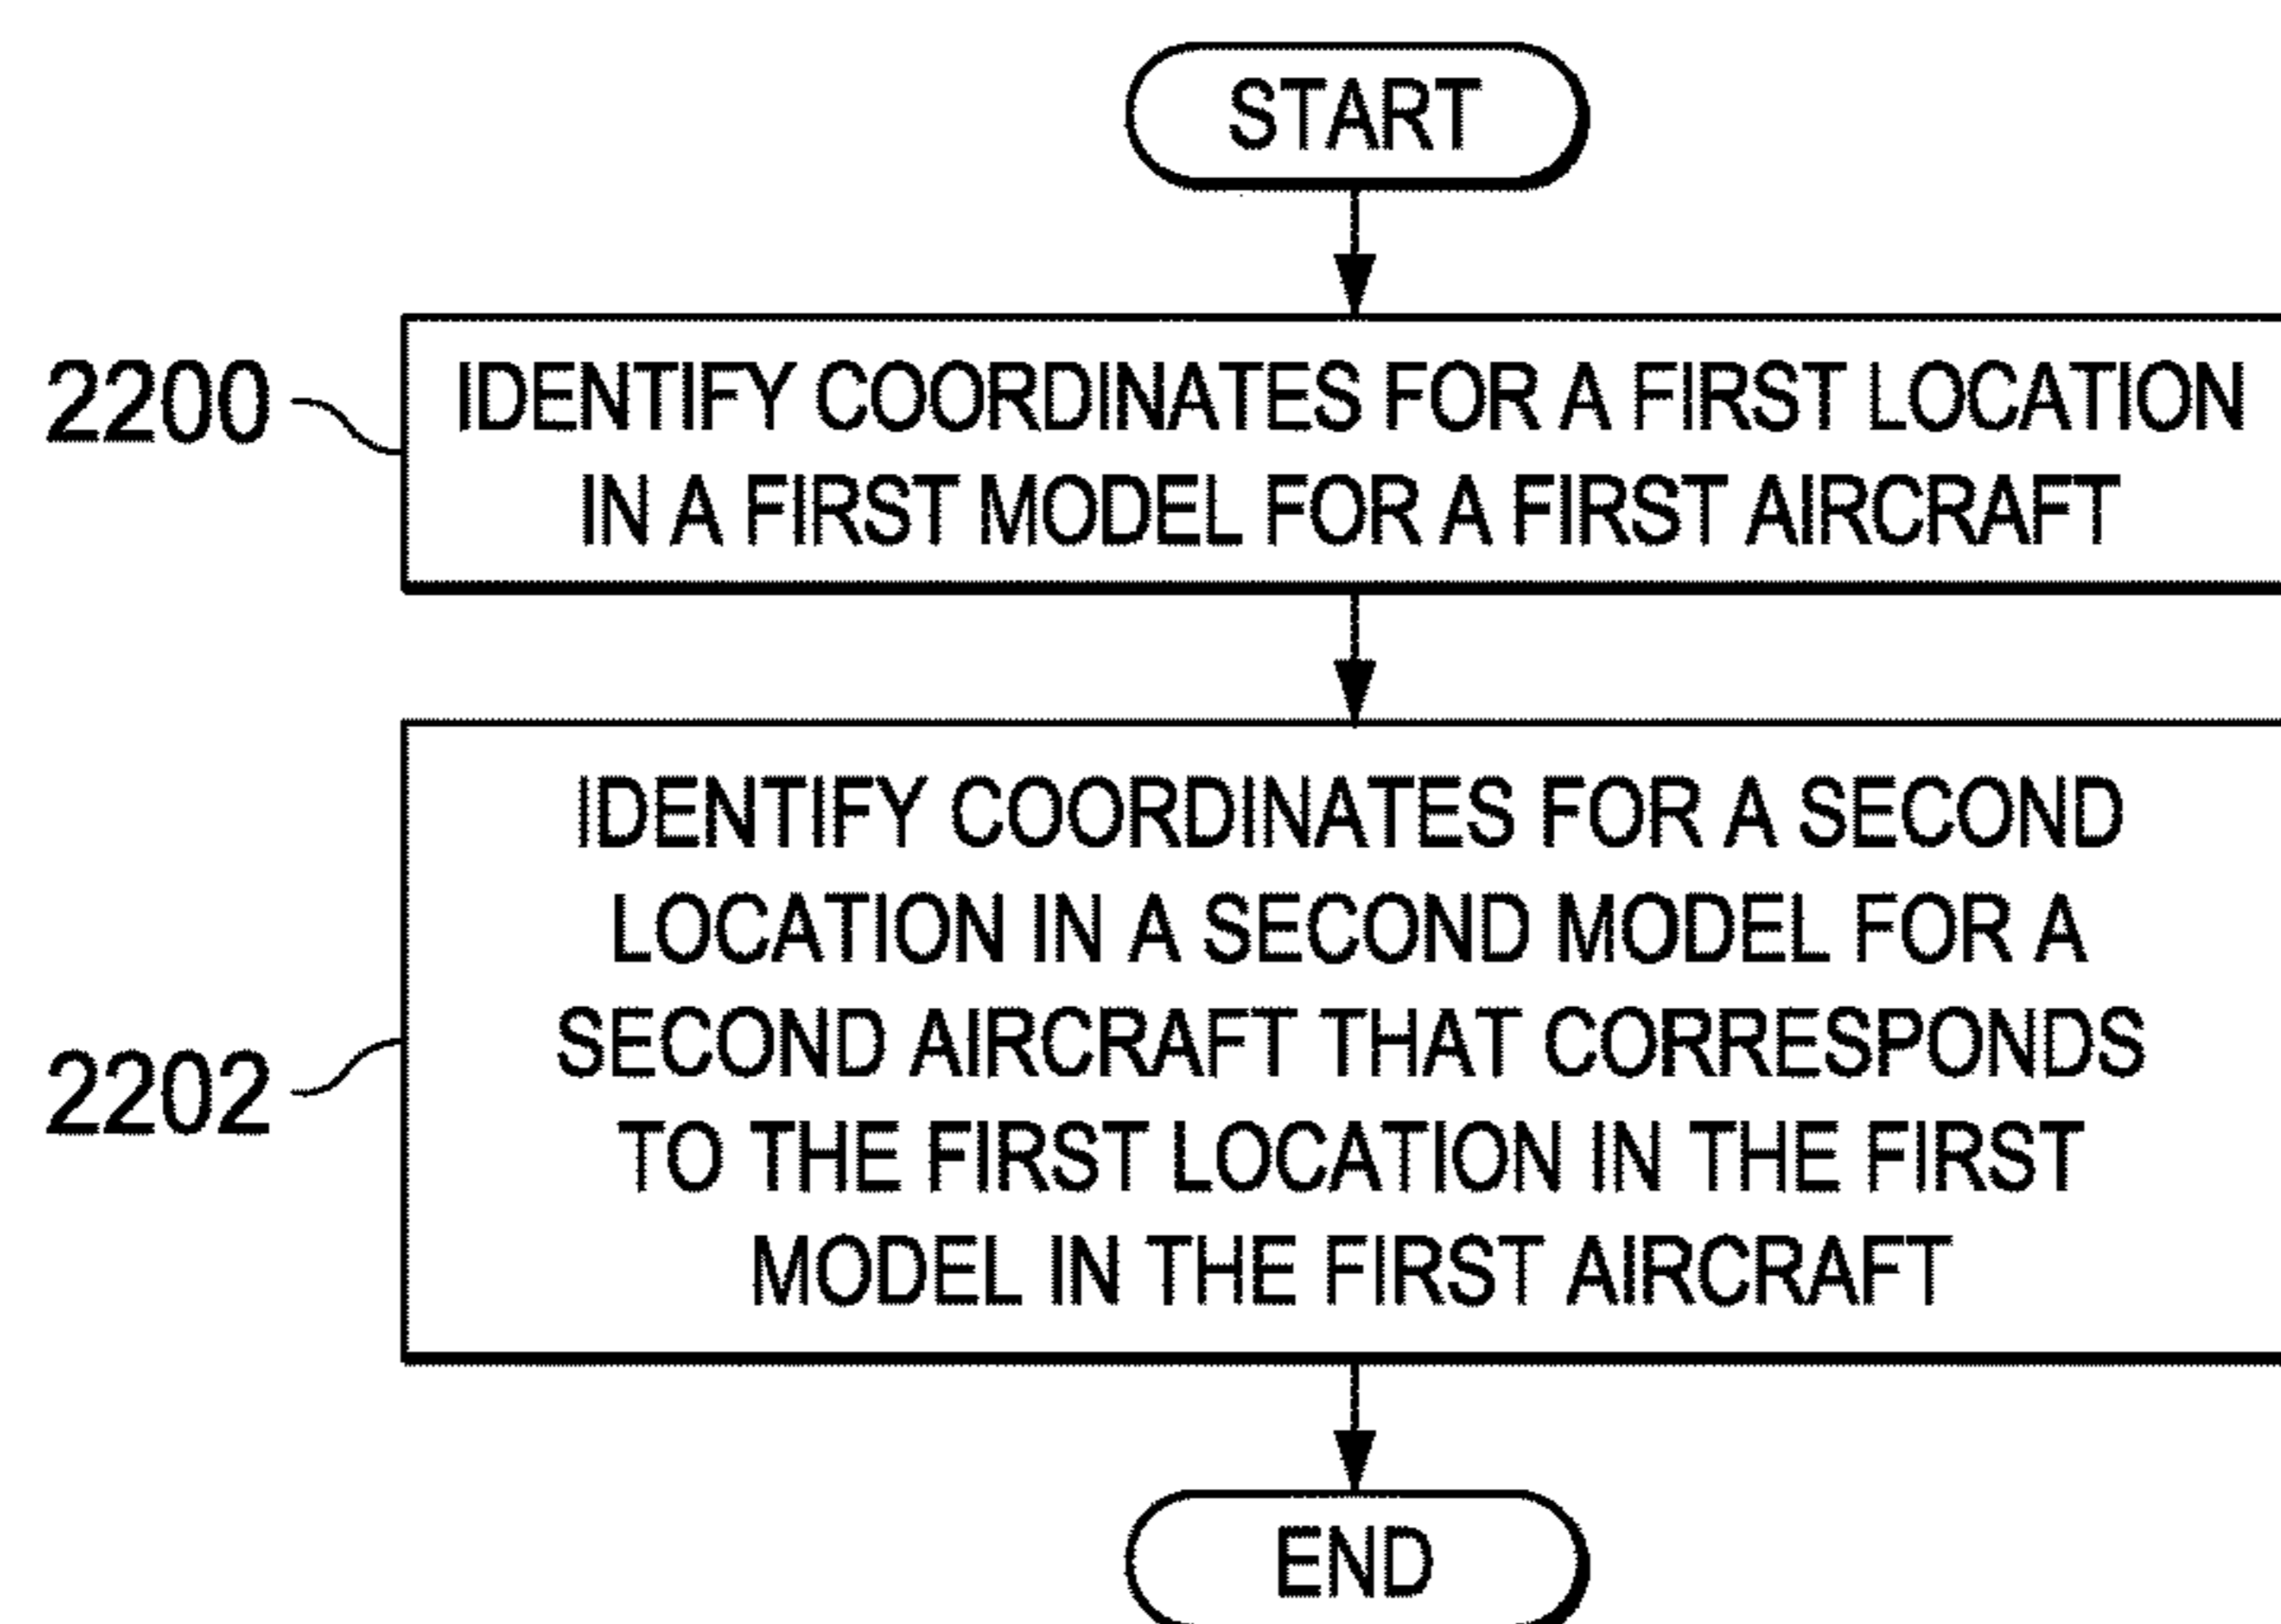 START
2200
IDENTIFY COORDINATES FOR A FIRST LOCATION
IN A FIRST MODEL FOR A FIRST AIRCRAFT
2202
IDENTIFY COORDINATES FOR A SECOND
LOCATION IN A SECOND MODEL FOR A
SECOND AIRCRAFT THAT CORRESPONDS
TO THE FIRST LOCATION IN THE FIRST
MODEL IN THE FIRST AIRCRAFT
END